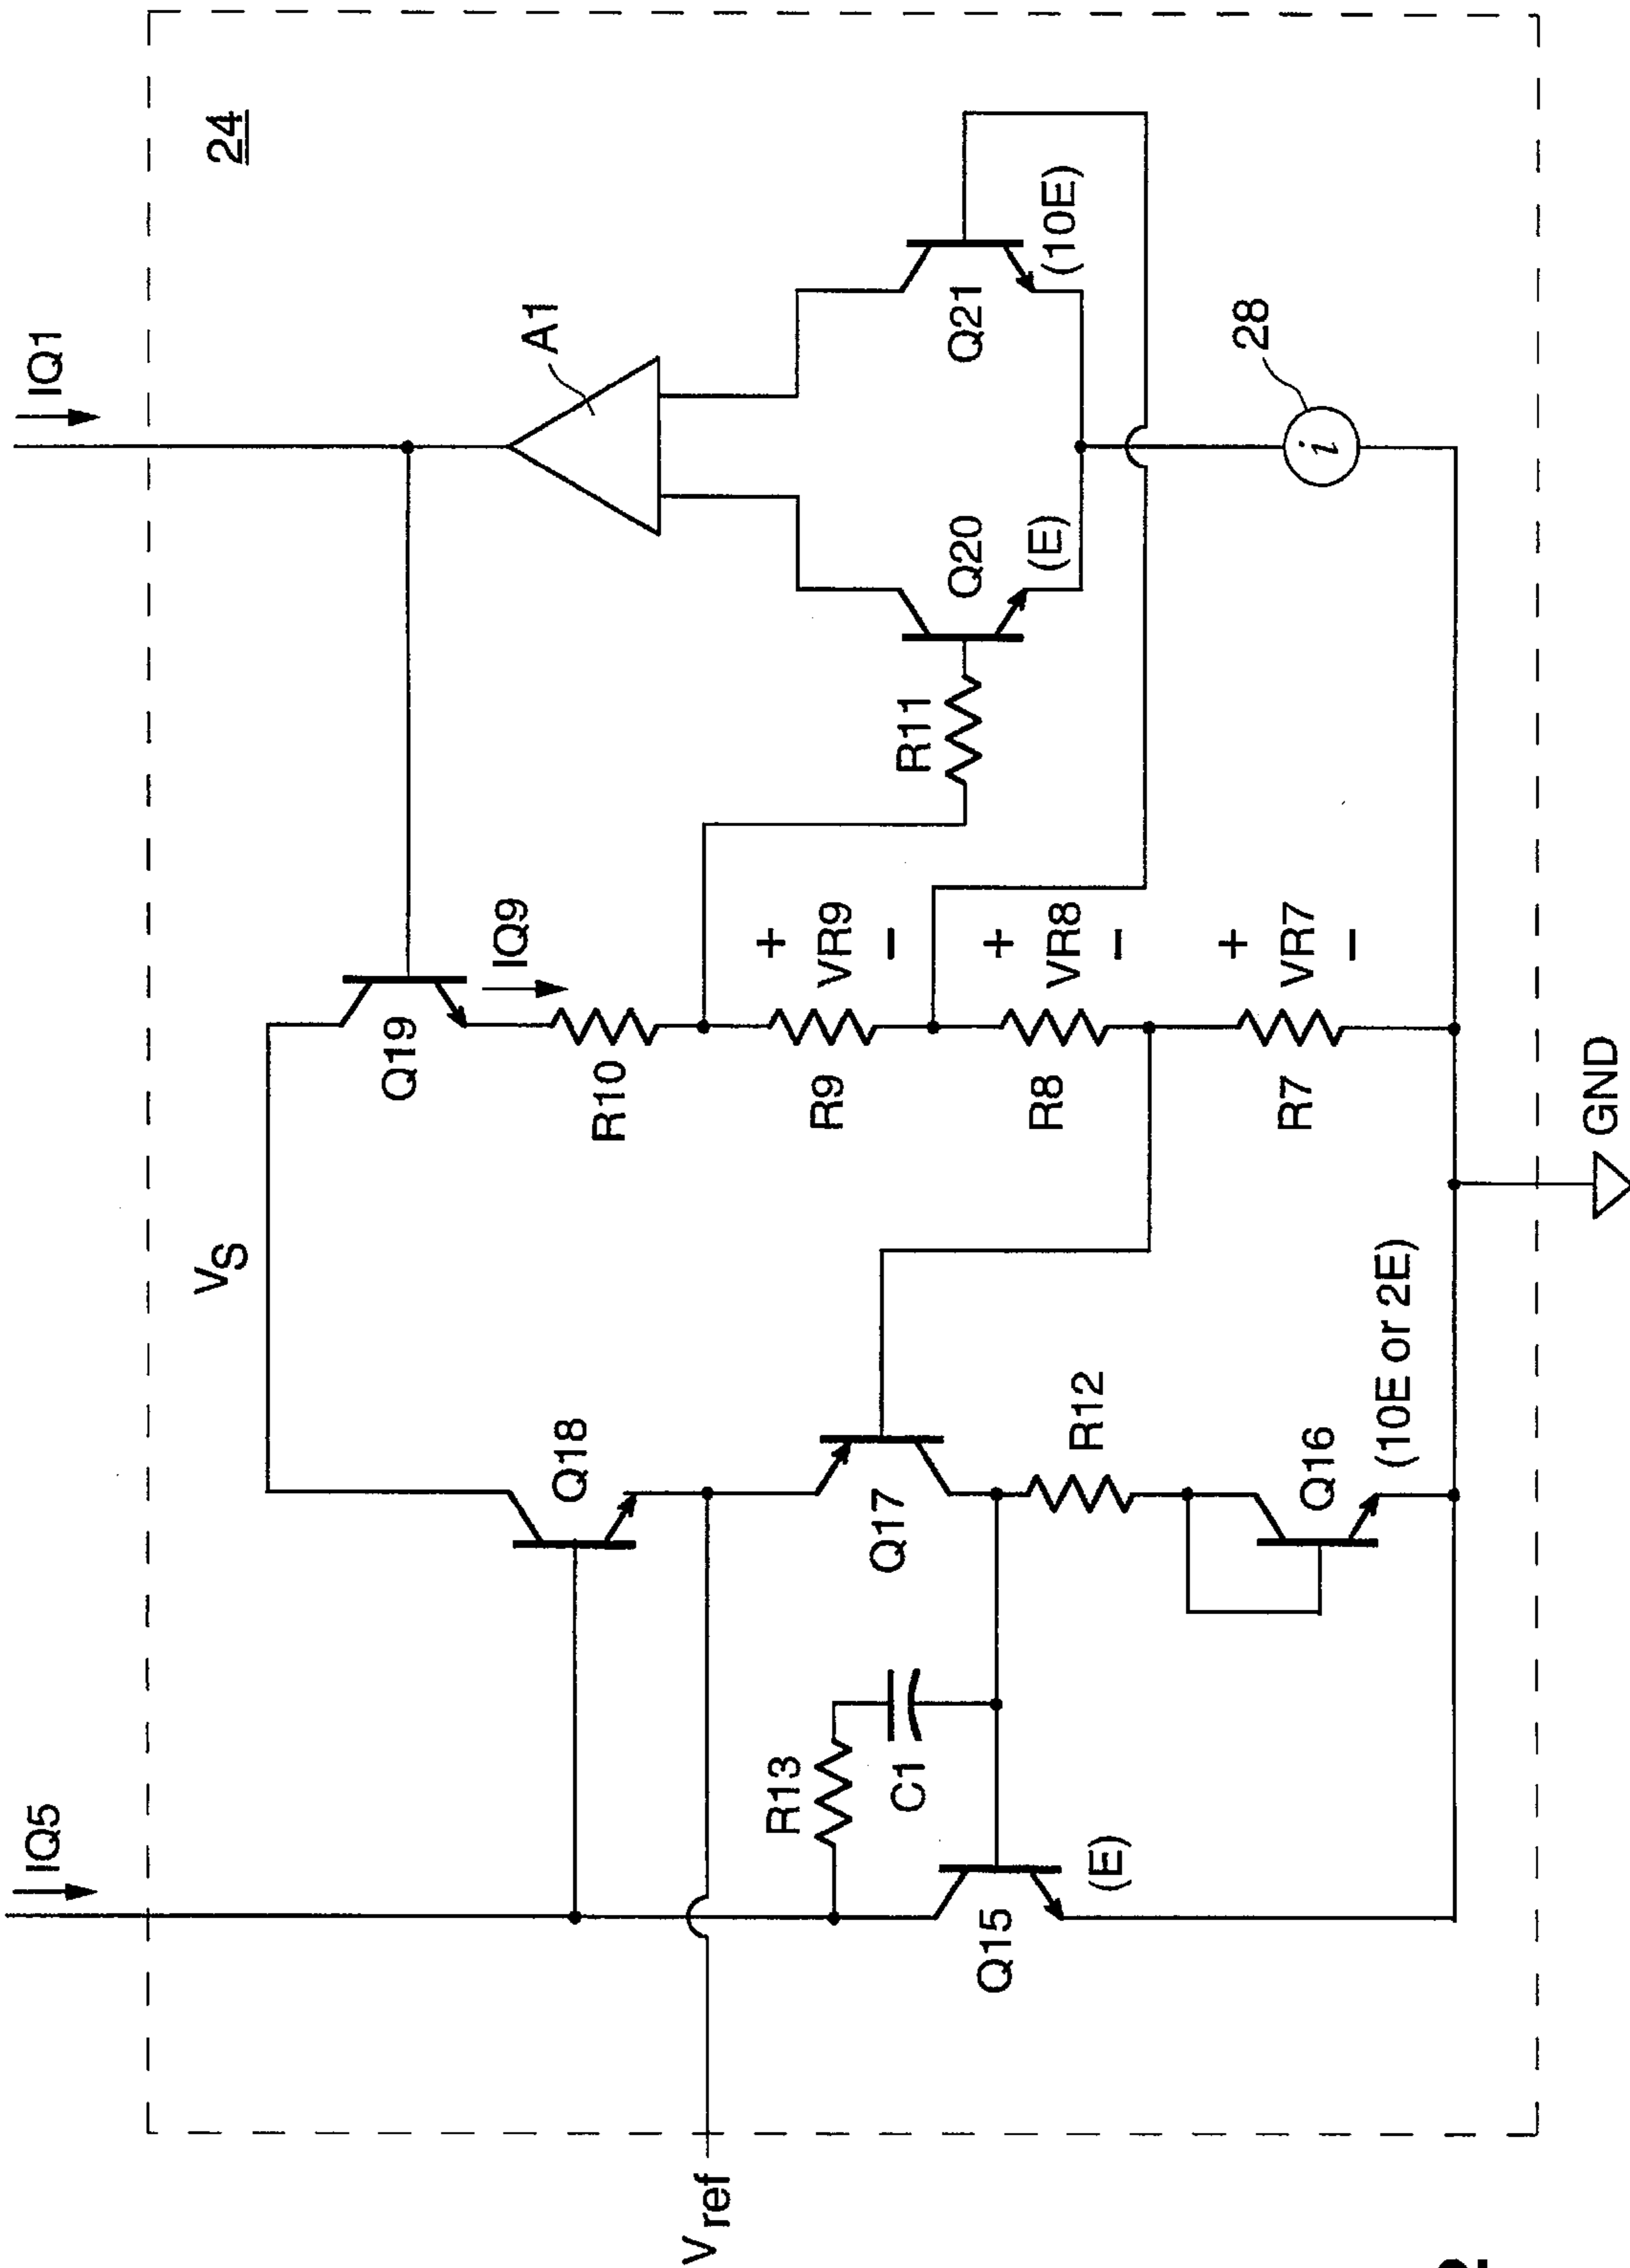 24
IQ1
A1
Q21
(10E)
28
i
Q20
(E)
R11
IQ9
Q19
R10
+
VR9
−
R9
+
VR8
−
R8
+
VR7
−
R7
GND
VS
Q18
Q17
R12
Q16
(10E or 2E)
IQ5
R13
C1
Q15
(E)
Vref